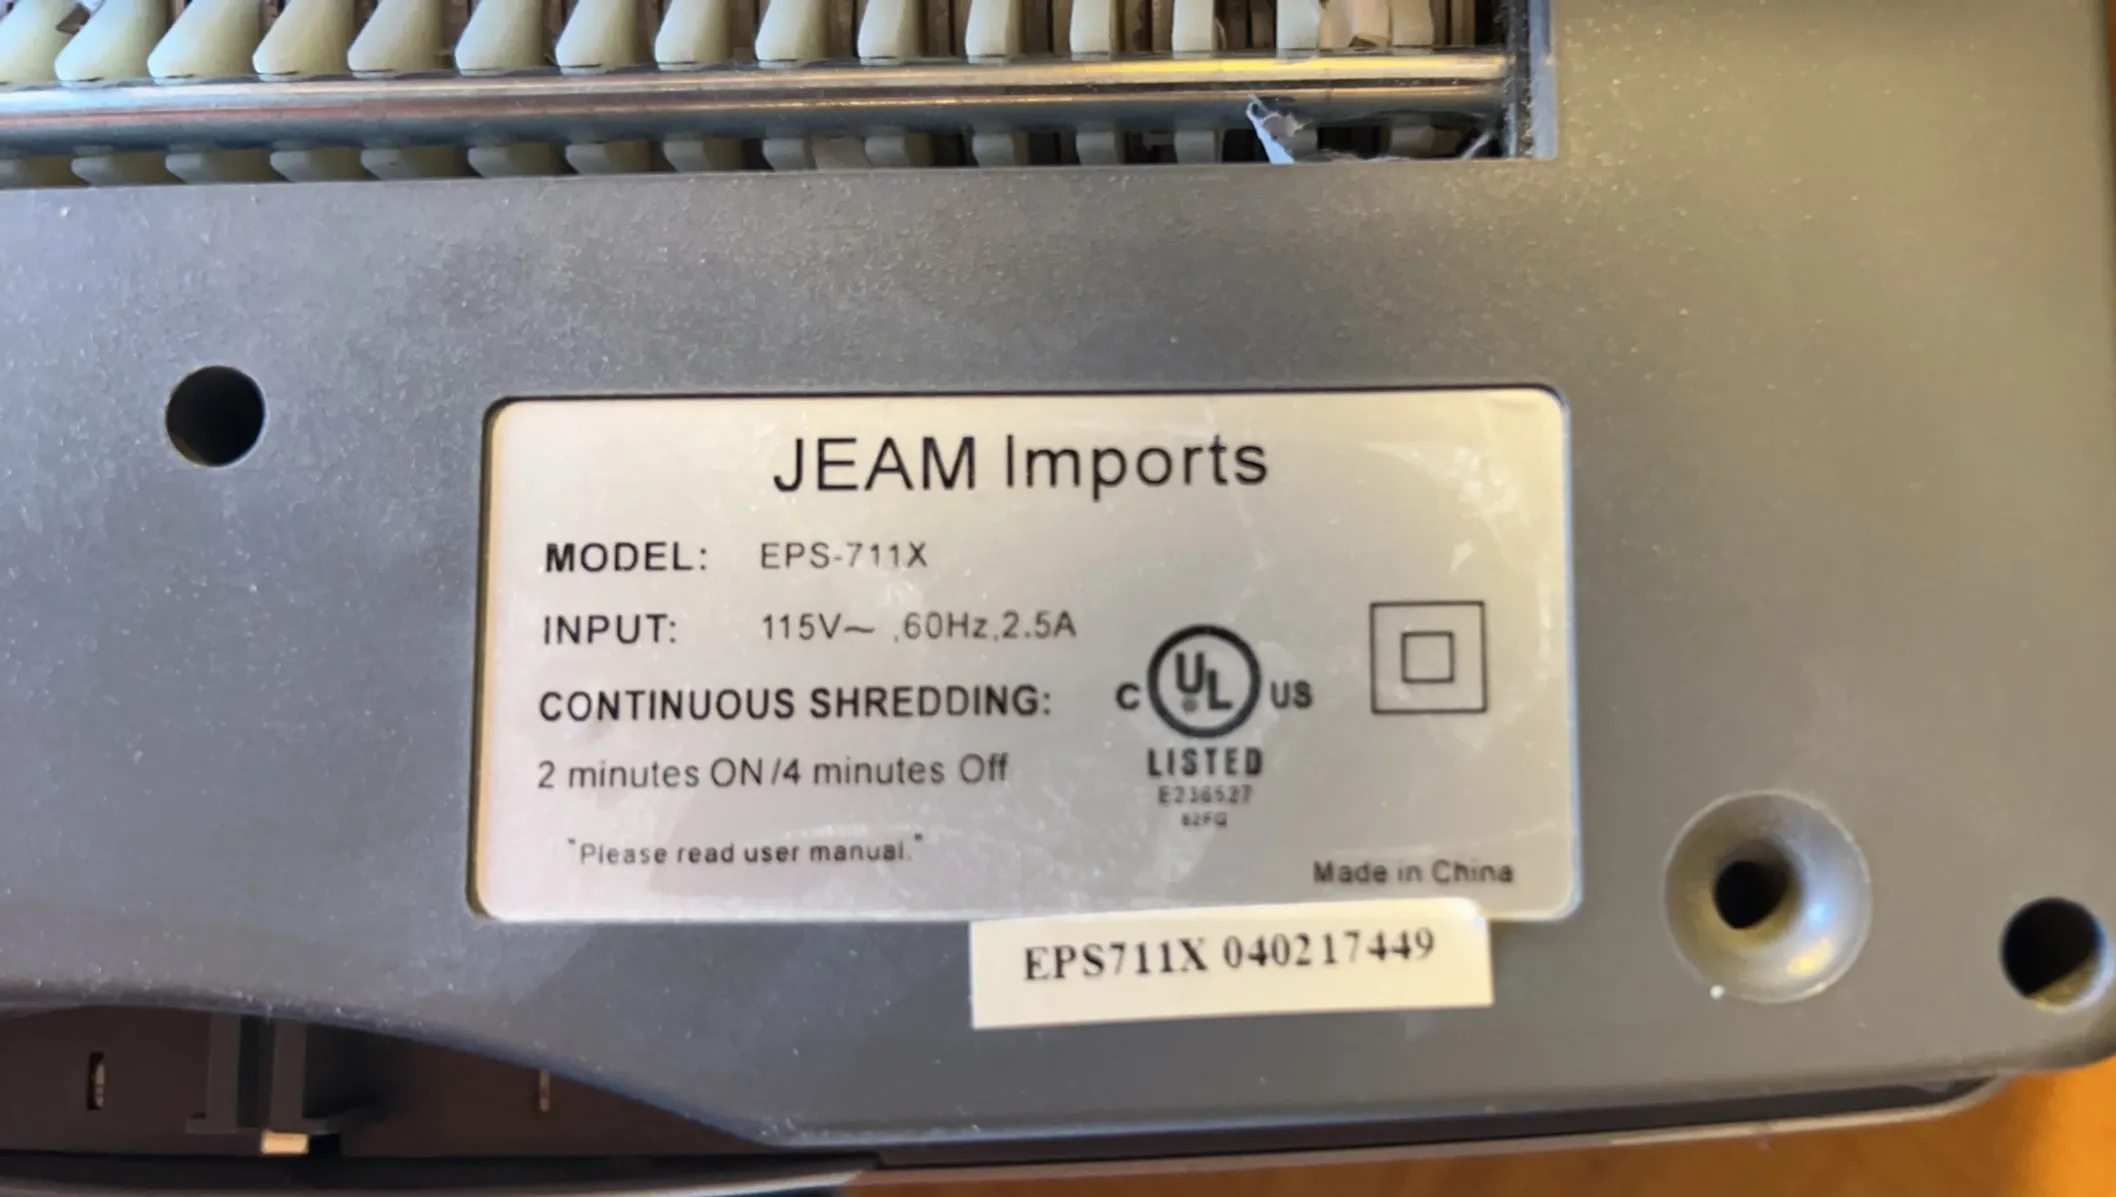 JEAM Imports
MODEL: EPS-711X
INPUT: 115V~ ,60Hz,2.5A
CONTINUOUS SHREDDING:
2 minutes ON/4 minutes Off
C UL US
LISTED
E236527
62FG
"Please read user manual."
Made in China
EPS711X 040217449